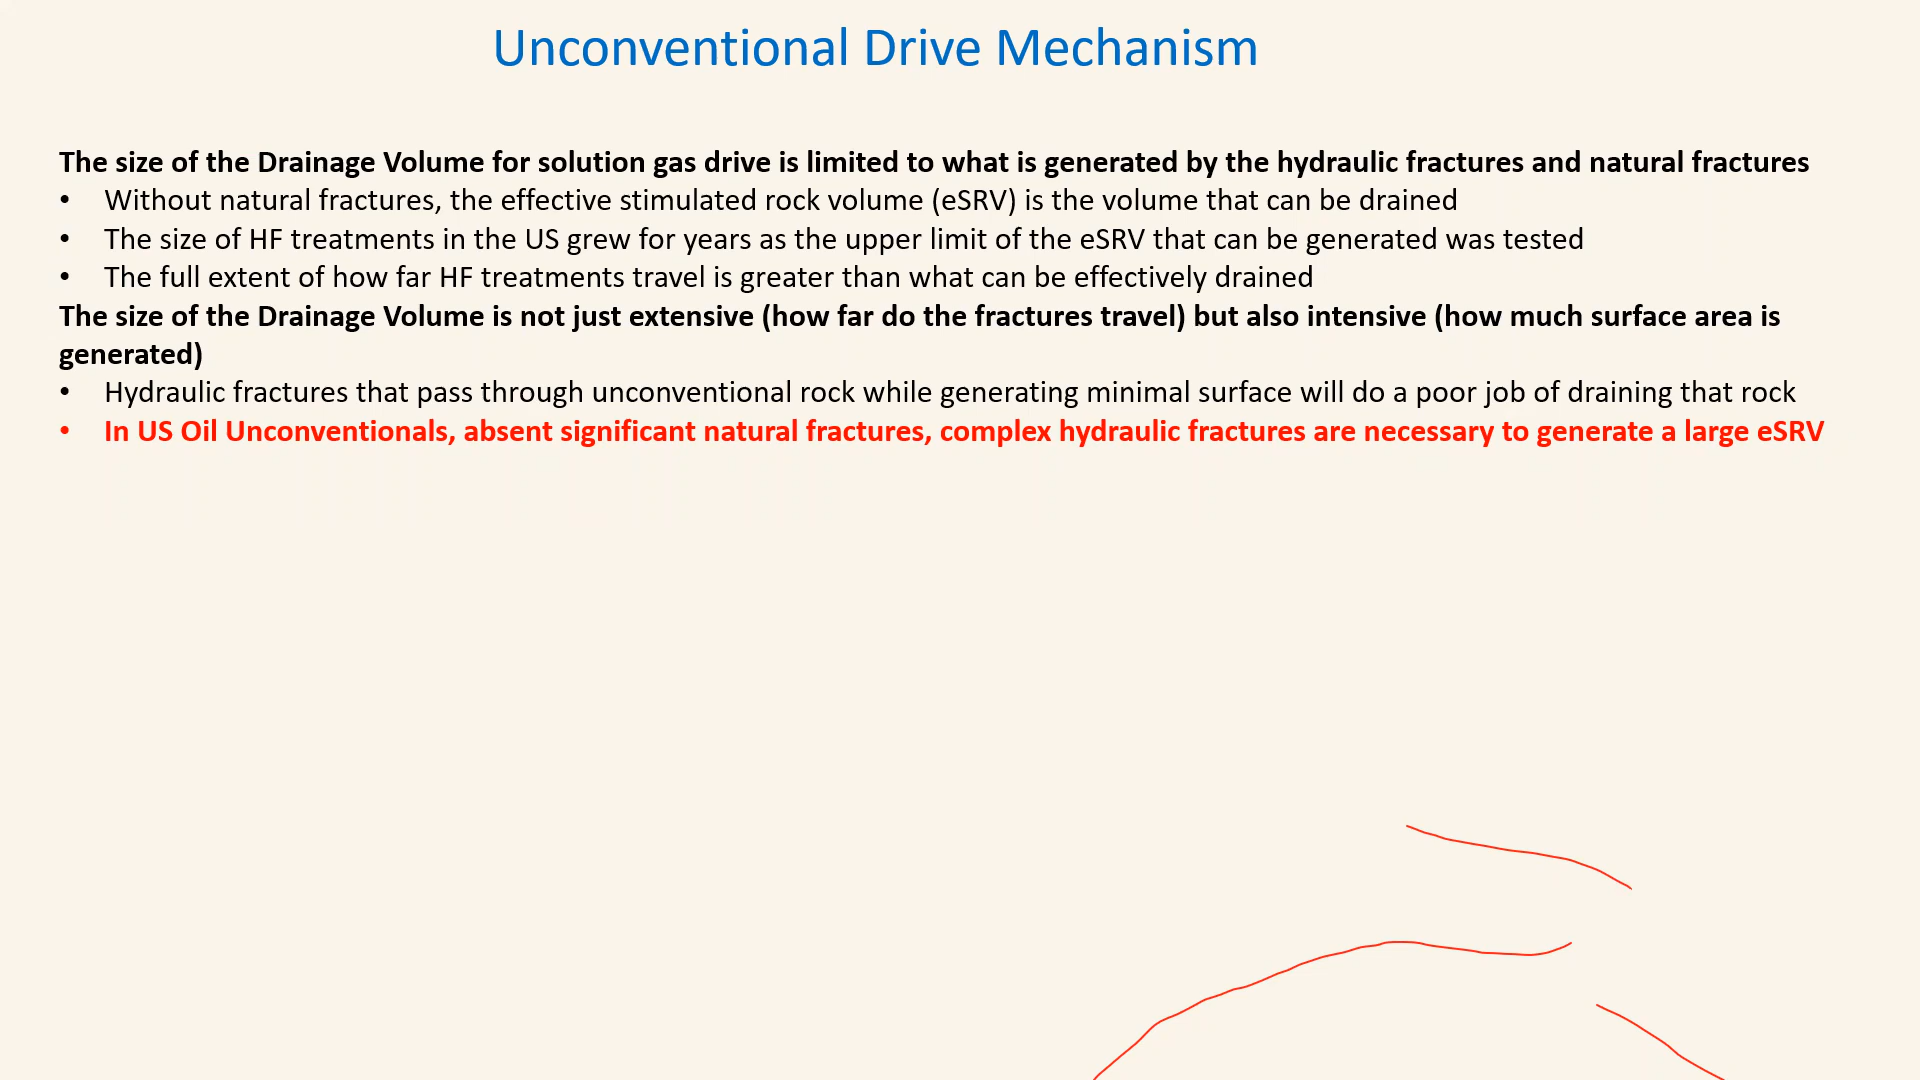 Unconventional Drive Mechanism
The size of the Drainage Volume for solution gas drive is limited to what is generated by the hydraulic fractures and natural fractures
• Without natural fractures, the effective stimulated rock volume (eSRV) is the volume that can be drained
• The size of HF treatments in the US grew for years as the upper limit of the eSRV that can be generated was tested
• The full extent of how far HF treatments travel is greater than what can be effectively drained
The size of the Drainage Volume is not just extensive (how far do the fractures travel) but also intensive (how much surface area is
generated)
• Hydraulic fractures that pass through unconventional rock while generating minimal surface will do a poor job of draining that rock
• In US Oil Unconventionals, absent significant natural fractures, complex hydraulic fractures are necessary to generate a large eSRV